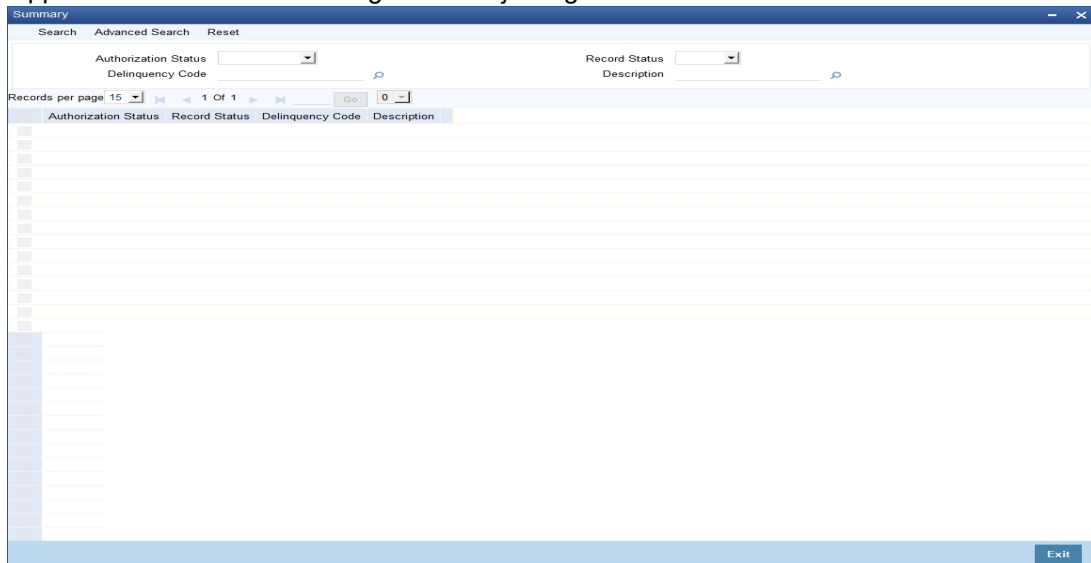 Summary
Search Advanced Search Reset
Authorization Status Record Status
Delinquency Code Description
Records per page 15 1 Of 1 Go 0
Authorization Status Record Status Delinquency Code Description
Exit